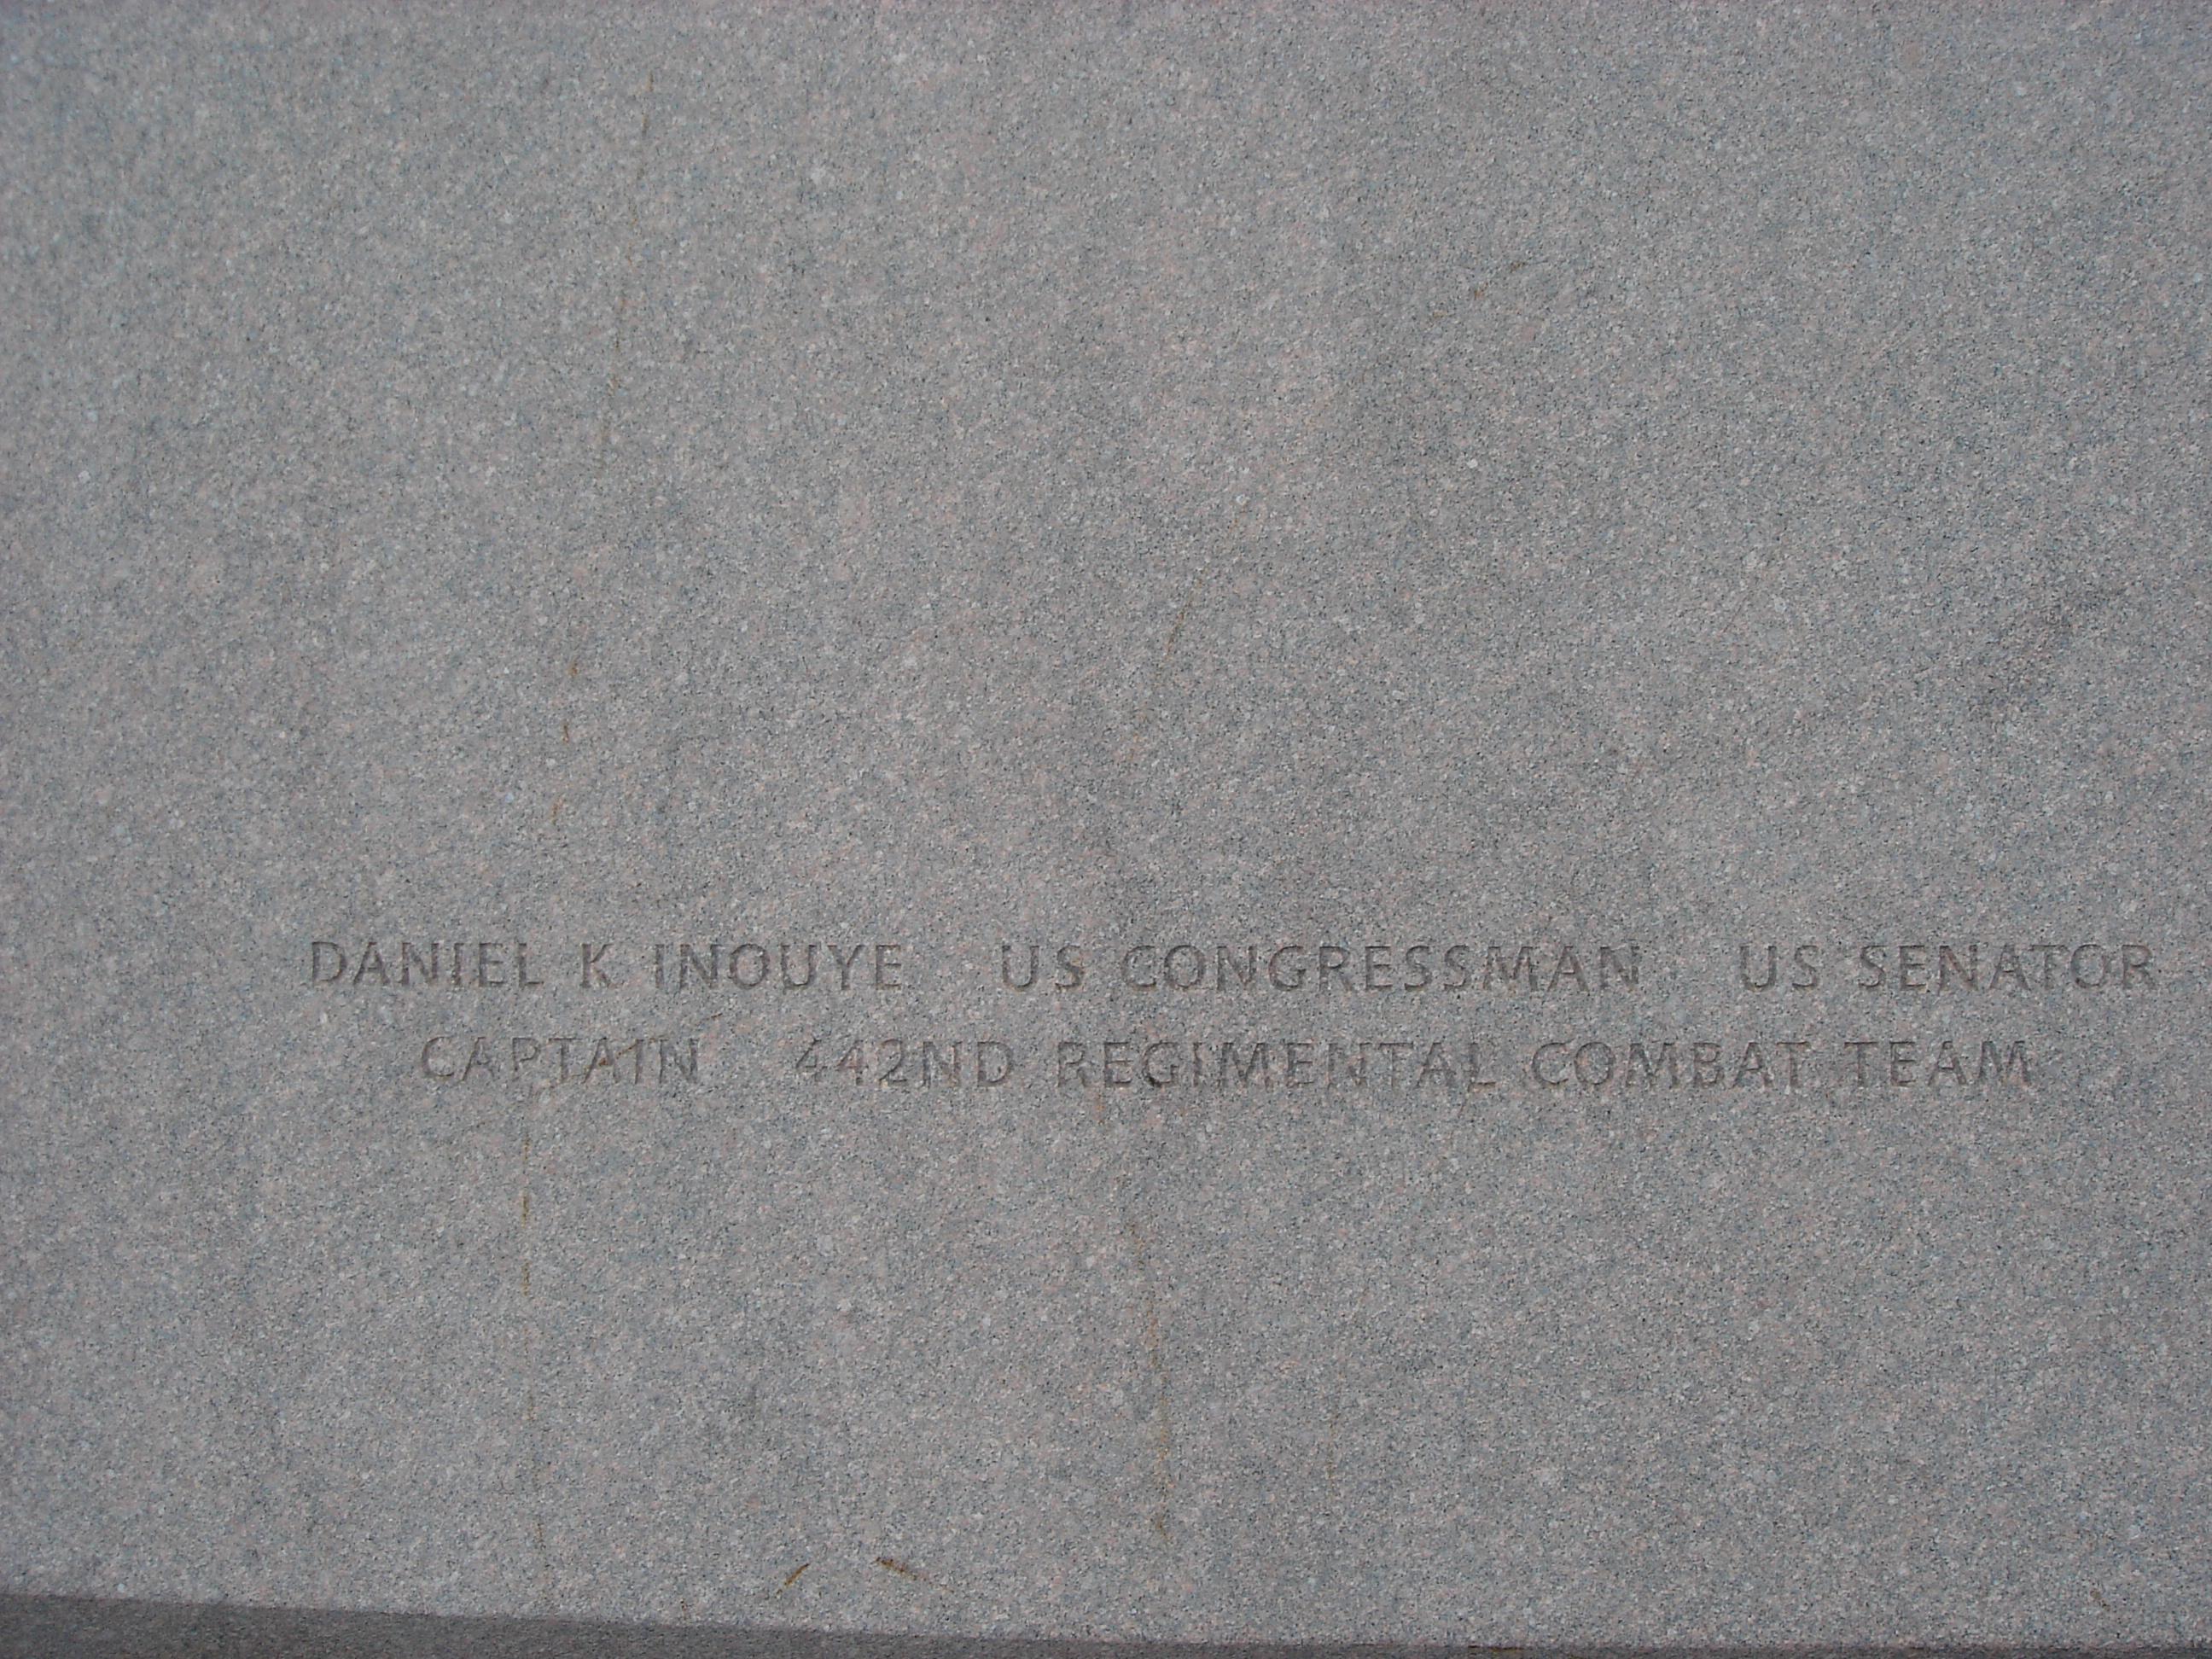 DANIEL K INOUYE US CONGRESSMAN US SENATOR
CAPTAIN 442ND REGIMENTAL COMBAT TEAM